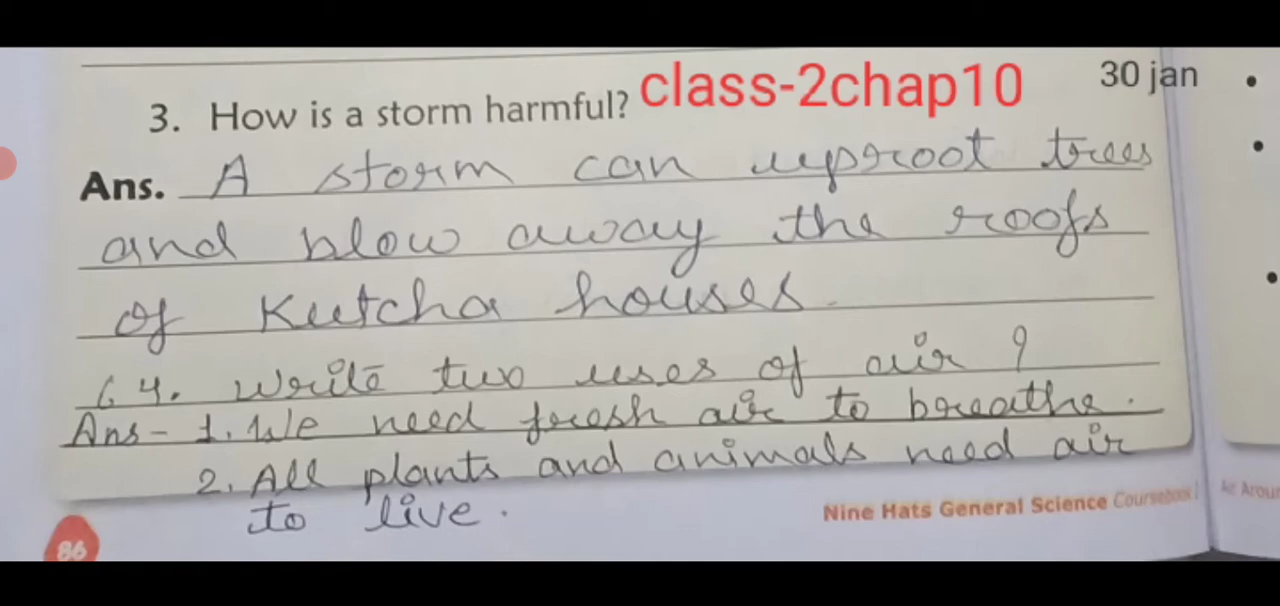 3. How is a storm harmful? class-2chap10 30 jan
Ans. A storm can uproot trees
and blow away the roofs
of Kutcha houses.
4. Write two uses of air ?
Ans- 1. We need fresh air to breathe.
2. All plants and animals need air
to live.
Nine Hats General Science Coursebook
86